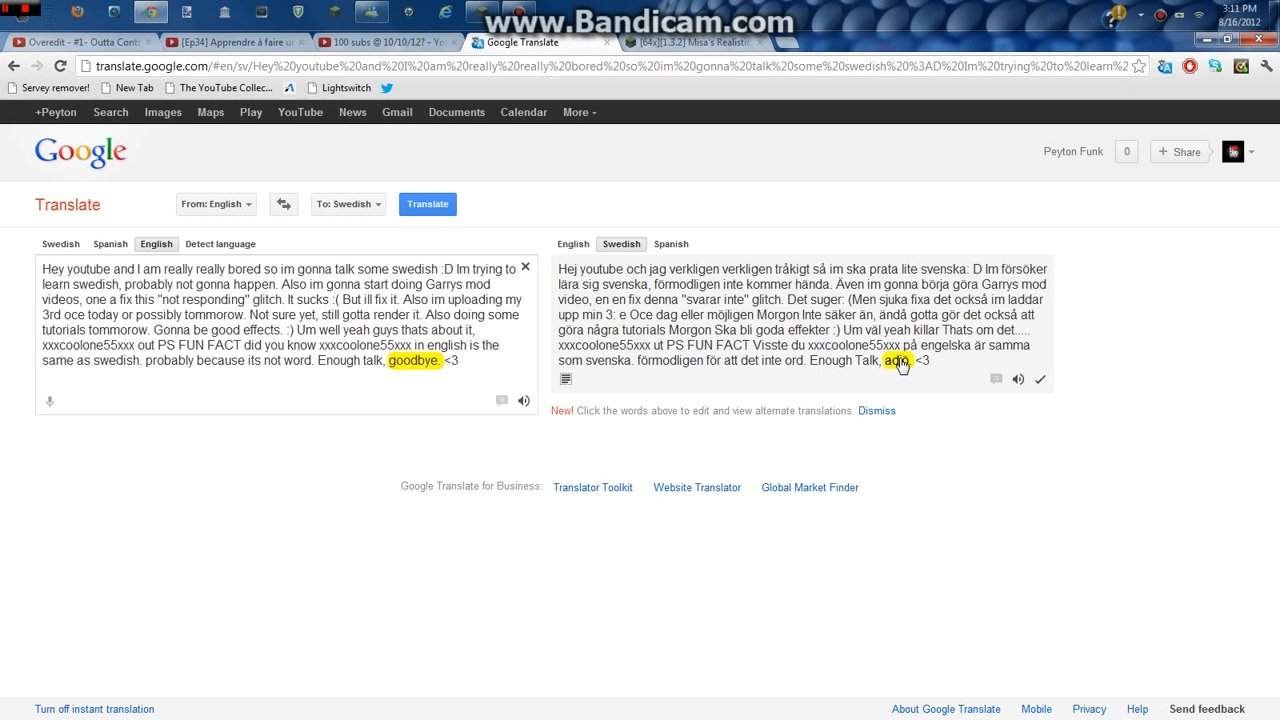 www.Bandicam.com
3:11 PM
8/16/2012
Overedit - #1- Outta Cont
[Ep34] Apprendre à faire u
100 subs @ 10/10/12? - Yo
Google Translate
[64x][1.3.2] Misa's Realistic
translate.google.com/#en/sv/Hey%20youtube%20and%20I%20am%20really%20really%20bored%20so%20im%20gonna%20talk%20some%20swedish%20%3AD%20Im%20trying%20to%20learn%2
Servey remover!
New Tab
The YouTube Collec...
Lightswitch
+Peyton Search Images Maps Play YouTube News Gmail Documents Calendar More
Google
Peyton Funk 0 + Share
Translate
From: English
To: Swedish
Translate
Swedish Spanish English Detect language
Hey youtube and I am really really bored so im gonna talk some swedish :D Im trying to
learn swedish, probably not gonna happen. Also im gonna start doing Garrys mod
videos, one a fix this "not responding" glitch. It sucks :( But ill fix it. Also im uploading my
3rd oce today or possibly tommorow. Not sure yet, still gotta render it. Also doing some
tutorials tommorow. Gonna be good effects. :) Um well yeah guys thats about it,
xxxcoolone55xxx out PS FUN FACT did you know xxxcoolone55xxx in english is the
same as swedish. probably because its not word. Enough talk, goodbye. <3
English Swedish Spanish
Hej youtube och jag verkligen verkligen tråkigt så im ska prata lite svenska: D Im försöker
lära sig svenska, förmodligen inte kommer hända. Även im gonna börja göra Garrys mod
video, en en fix denna "svarar inte" glitch. Det suger: (Men sjuka fixa det också im laddar
upp min 3: e Oce dag eller möjligen Morgon Inte säker än, ändå gotta gör det också att
göra några tutorials Morgon Ska bli goda effekter :) Um väl yeah killar Thats om det.....
xxxcoolone55xxx ut PS FUN FACT Visste du xxxcoolone55xxx på engelska är samma
som svenska. förmodligen för att det inte ord. Enough Talk, <3
New! Click the words above to edit and view alternate translations. Dismiss
Google Translate for Business: Translator Toolkit Website Translator Global Market Finder
Turn off instant translation
About Google Translate Mobile Privacy Help Send feedback